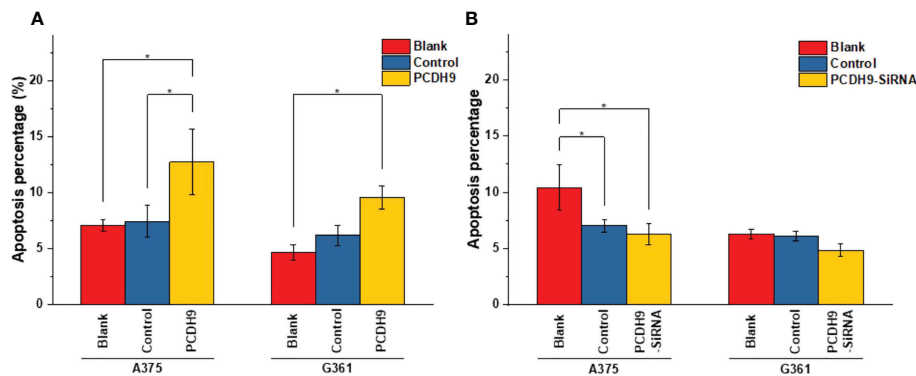 A
Apoptosis percentage (%)
20
15
10
5
0
Blank
Control
PCDH9
*
*
*
Blank
Control
PCDH9
Blank
Control
PCDH9
A375
G361
B
Apoptosis percentage
20
15
10
5
0
Blank
Control
PCDH9-SiRNA
*
*
Blank
Control
PCDH9
-SiRNA
Blank
Control
PCDH9
-SiRNA
A375
G361